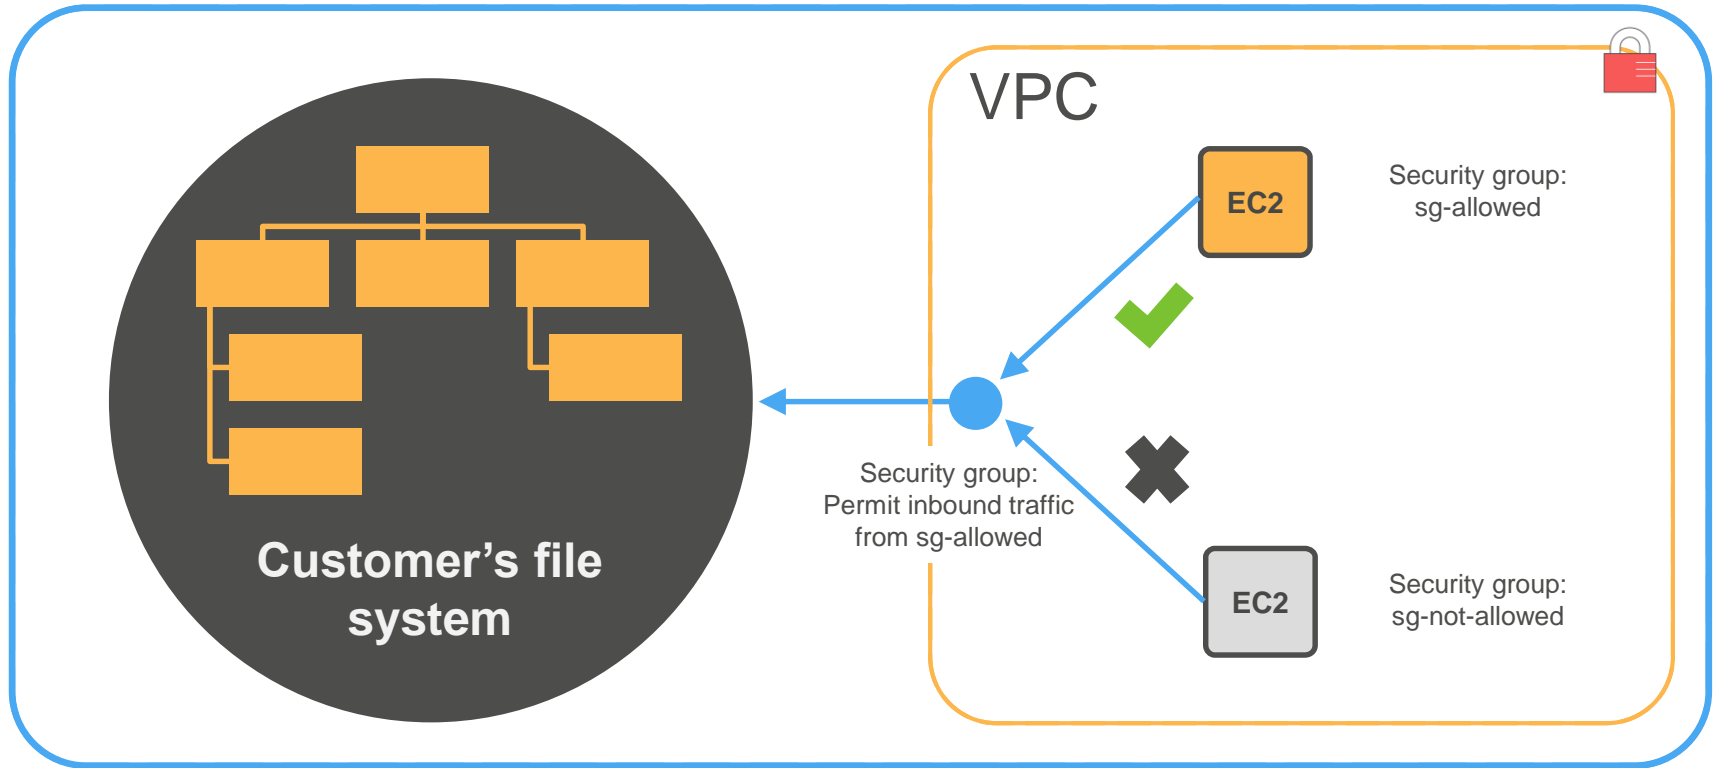 VPC
EC2
Security group:
sg-allowed
Security group:
Permit inbound traffic
from sg-allowed
Customer’s file
system
EC2
Security group:
sg-not-allowed